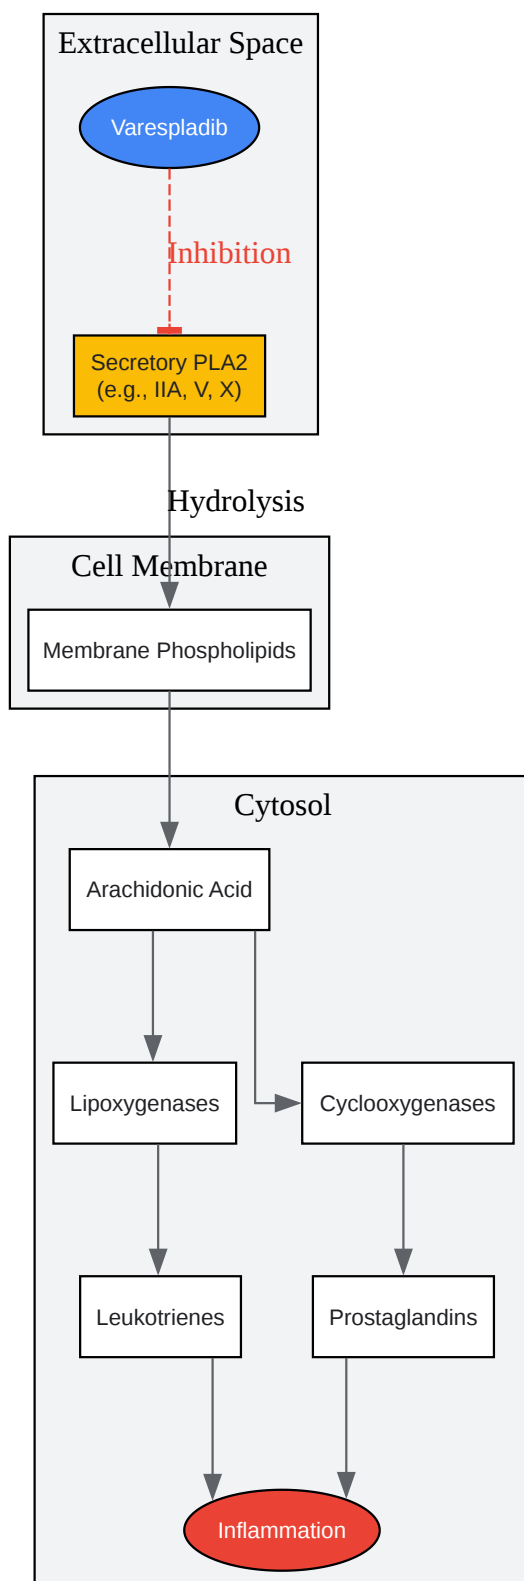 Extracellular Space
Varespladib
Inhibition
Secretory PLA2
(e.g., IIA, V, X)
Hydrolysis
Cell Membrane
Membrane Phospholipids
Cytosol
Arachidonic Acid
Lipoxygenases
Cyclooxygenases
Leukotrienes
Prostaglandins
Inflammation